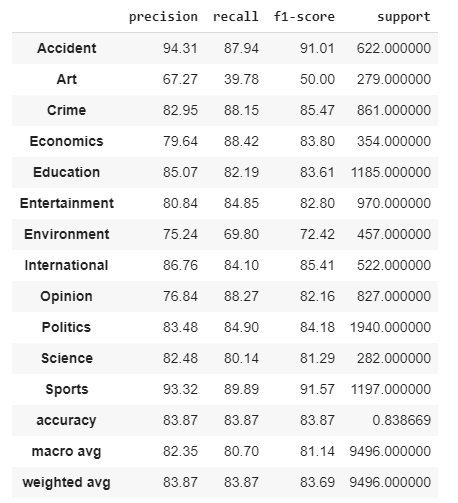 precision recall f1-score support
Accident 94.31 87.94 91.01 622.000000
Art 67.27 39.78 50.00 279.000000
Crime 82.95 88.15 85.47 861.000000
Economics 79.64 88.42 83.80 354.000000
Education 85.07 82.19 83.61 1185.000000
Entertainment 80.84 84.85 82.80 970.000000
Environment 75.24 69.80 72.42 457.000000
International 86.76 84.10 85.41 522.000000
Opinion 76.84 88.27 82.16 827.000000
Politics 83.48 84.90 84.18 1940.000000
Science 82.48 80.14 81.29 282.000000
Sports 93.32 89.89 91.57 1197.000000
accuracy 83.87 83.87 83.87 0.838669
macro avg 82.35 80.70 81.14 9496.000000
weighted avg 83.87 83.87 83.69 9496.000000